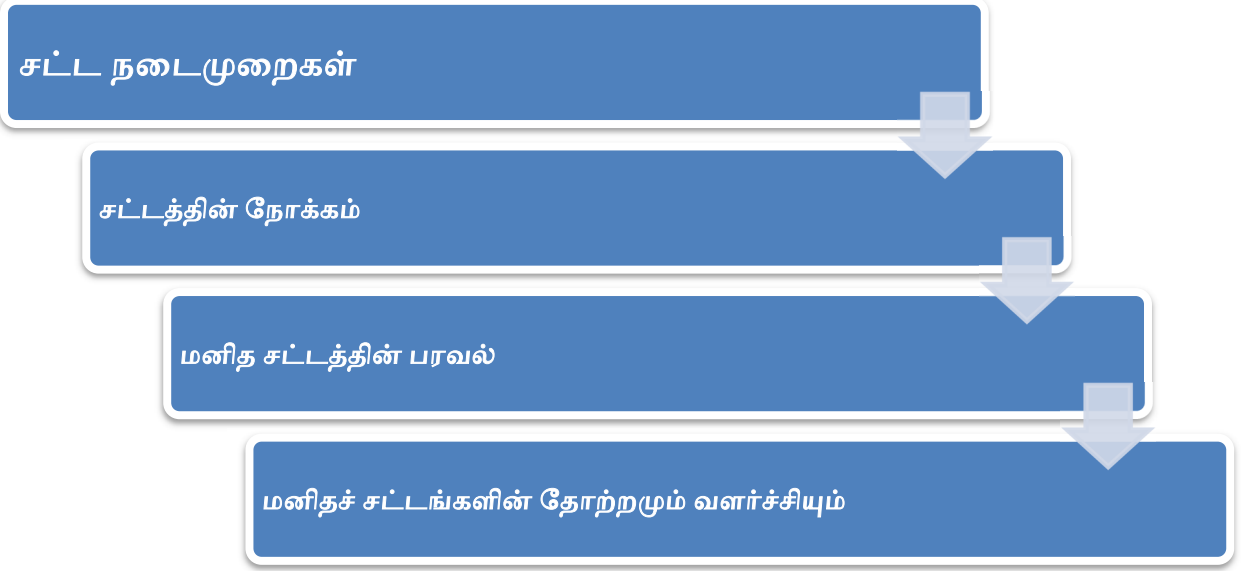 சட்ட நடைமுறைகள்
சட்டத்தின் நோக்கம்
மனித சட்டத்தின் பரவல்
மனிதச் சட்டங்களின் தோற்றமும் வளர்ச்சியும்